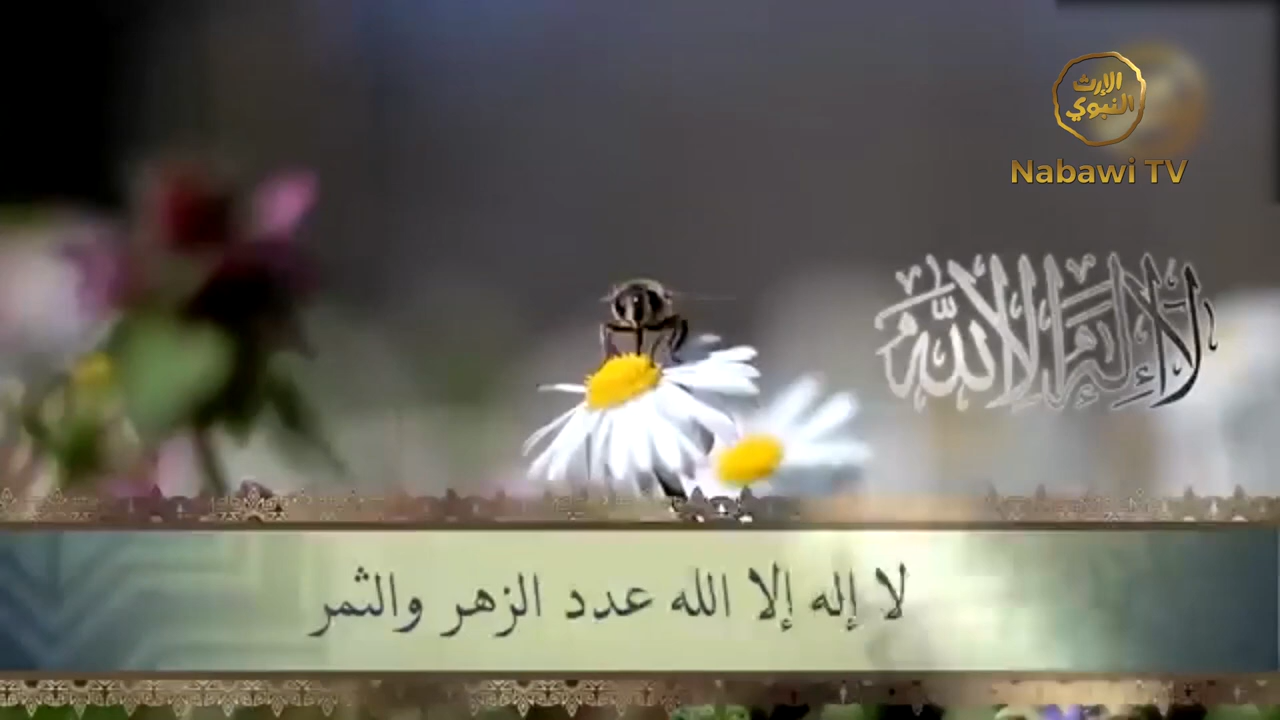 الإرث
النبوي
Nabawi TV
لا إله إلا الله
لا إله إلا الله عدد الزهر والثمر